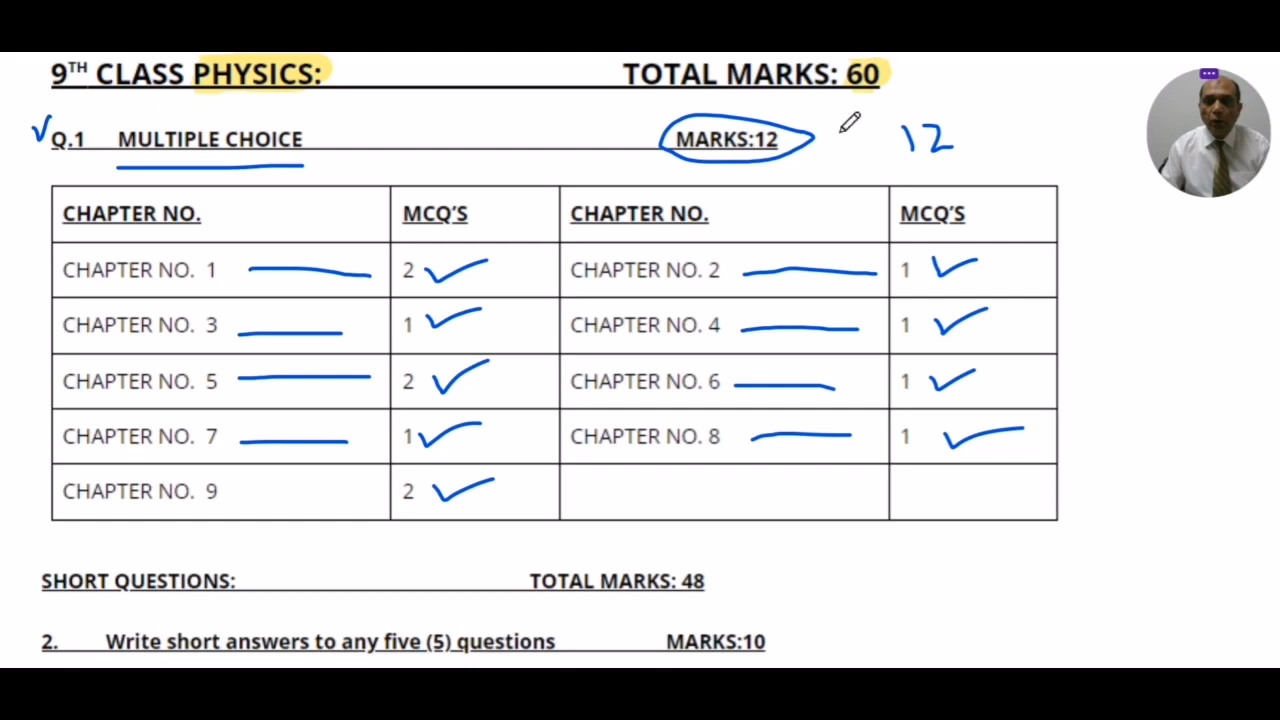 9TH CLASS PHYSICS: TOTAL MARKS: 60
Q.1 MULTIPLE CHOICE MARKS:12 12
CHAPTER NO. MCQ'S CHAPTER NO. MCQ'S
CHAPTER NO. 1 2 CHAPTER NO. 2 1
CHAPTER NO. 3 1 CHAPTER NO. 4 1
CHAPTER NO. 5 2 CHAPTER NO. 6 1
CHAPTER NO. 7 1 CHAPTER NO. 8 1
CHAPTER NO. 9 2
SHORT QUESTIONS: TOTAL MARKS: 48
2. Write short answers to any five (5) questions MARKS:10